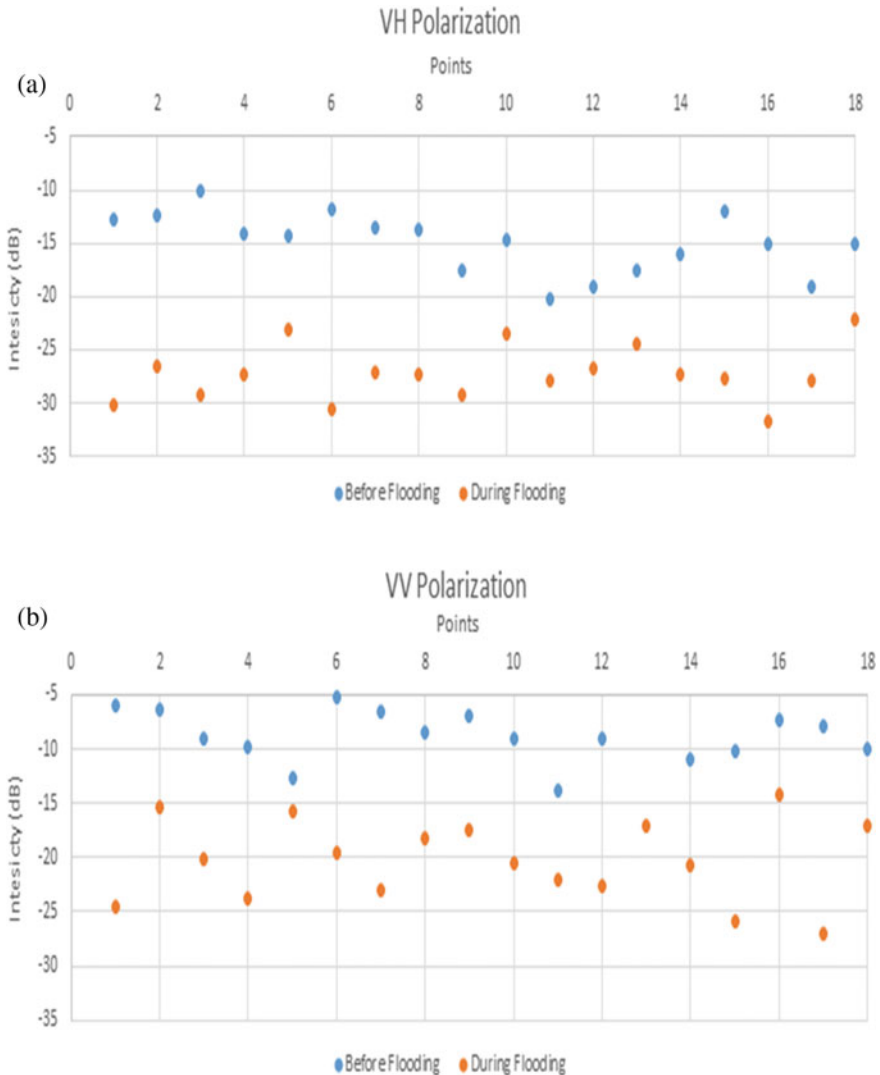 VH Polarization
Points
(a)
0 2 4 6 8 10 12 14 16 18
-5
-10
-15
-20
-25
-30
-35
Intesicty (dB)
Before Flooding During Flooding
VV Polarization
(b)
Points
0 2 4 6 8 10 12 14 16 18
-5
-10
-15
-20
-25
-30
-35
Intesicty (dB)
Before Flooding During Flooding